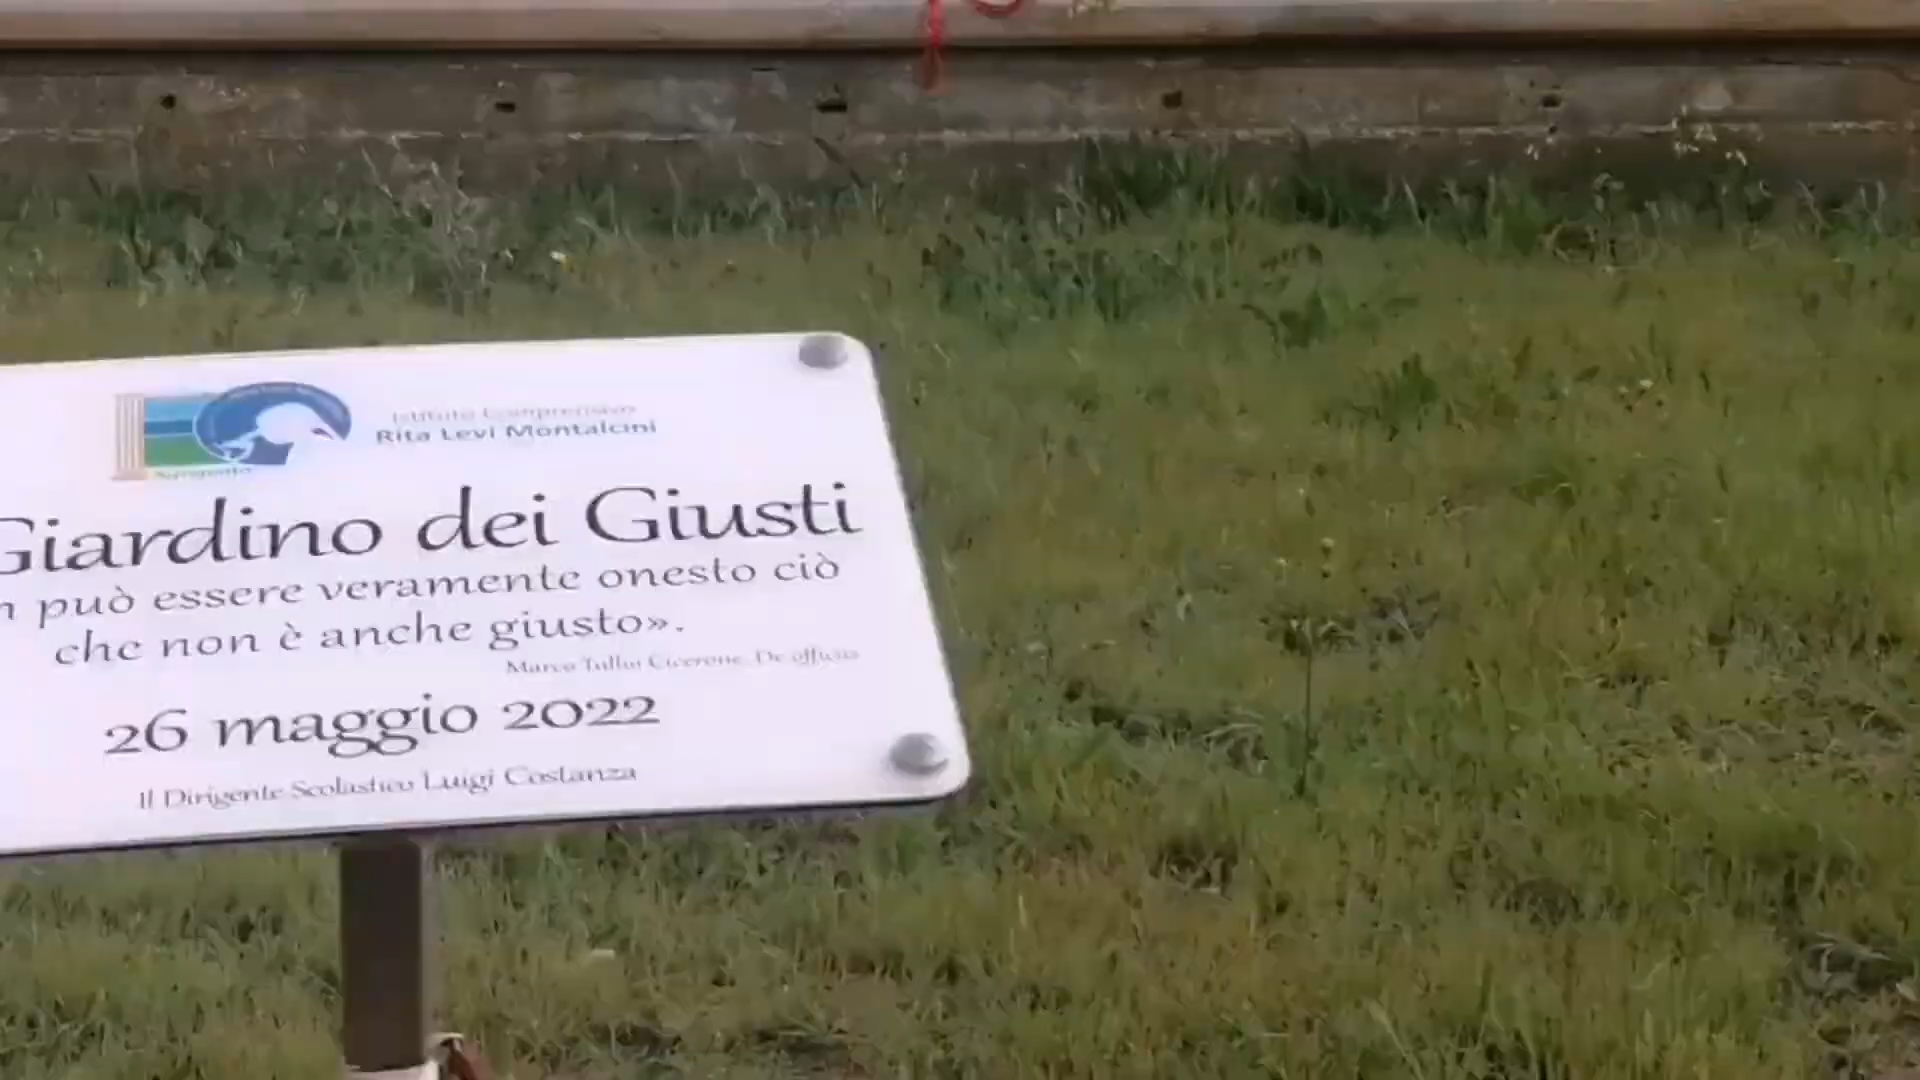 Istituto Comprensivo
Rita Levi Montalcini
Giardino dei Giusti
può essere veramente onesto ciò
che non è anche giusto».
Marco Tullio Cicerone, De officiis
26 maggio 2022
Il Dirigente Scolastico Luigi Costanza